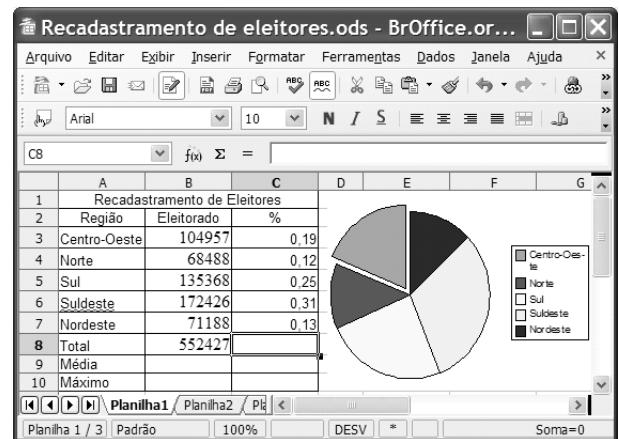 Recadastramento de eleitores.ods - BrOffice.or...
Arquivo Editar Exibir Inserir Formatar Ferramentas Dados Janela Ajuda ×
ABC ABC »
Arial 10 N I S »
C8 f(x) Σ =
A B C D E F G
1 Recadastramento de Eleitores
2 Região Eleitorado %
3 Centro-Oeste 104957 0,19
4 Norte 68488 0,12
5 Sul 135368 0,25
6 Suldeste 172426 0,31
7 Nordeste 71188 0,13
8 Total 552427
9 Média
10 Máximo
Centro-Oes-
te
Norte
Sul
Suldeste
Nordeste
Planilha1 Planilha2 Pla
Planilha 1 / 3 Padrão 100% DESV * Soma=0